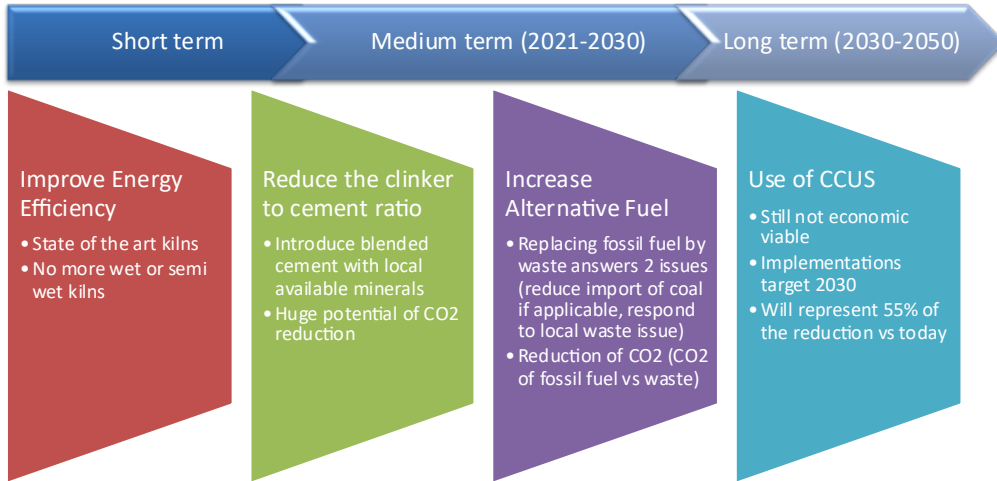 Short term
Medium term (2021-2030)
Long term (2030-2050)
Improve Energy
Efficiency
• State of the art kilns
• No more wet or semi
wet kilns
Reduce the clinker
to cement ratio
• Introduce blended
cement with local
available minerals
• Huge potential of CO2
reduction
Increase
Alternative Fuel
• Replacing fossil fuel by
waste answers 2 issues
(reduce import of coal
if applicable, respond
to local waste issue)
• Reduction of CO2 (CO2
of fossil fuel vs waste)
Use of CCUS
• Still not economic
viable
• Implementations
target 2030
• Will represent 55% of
the reduction vs today